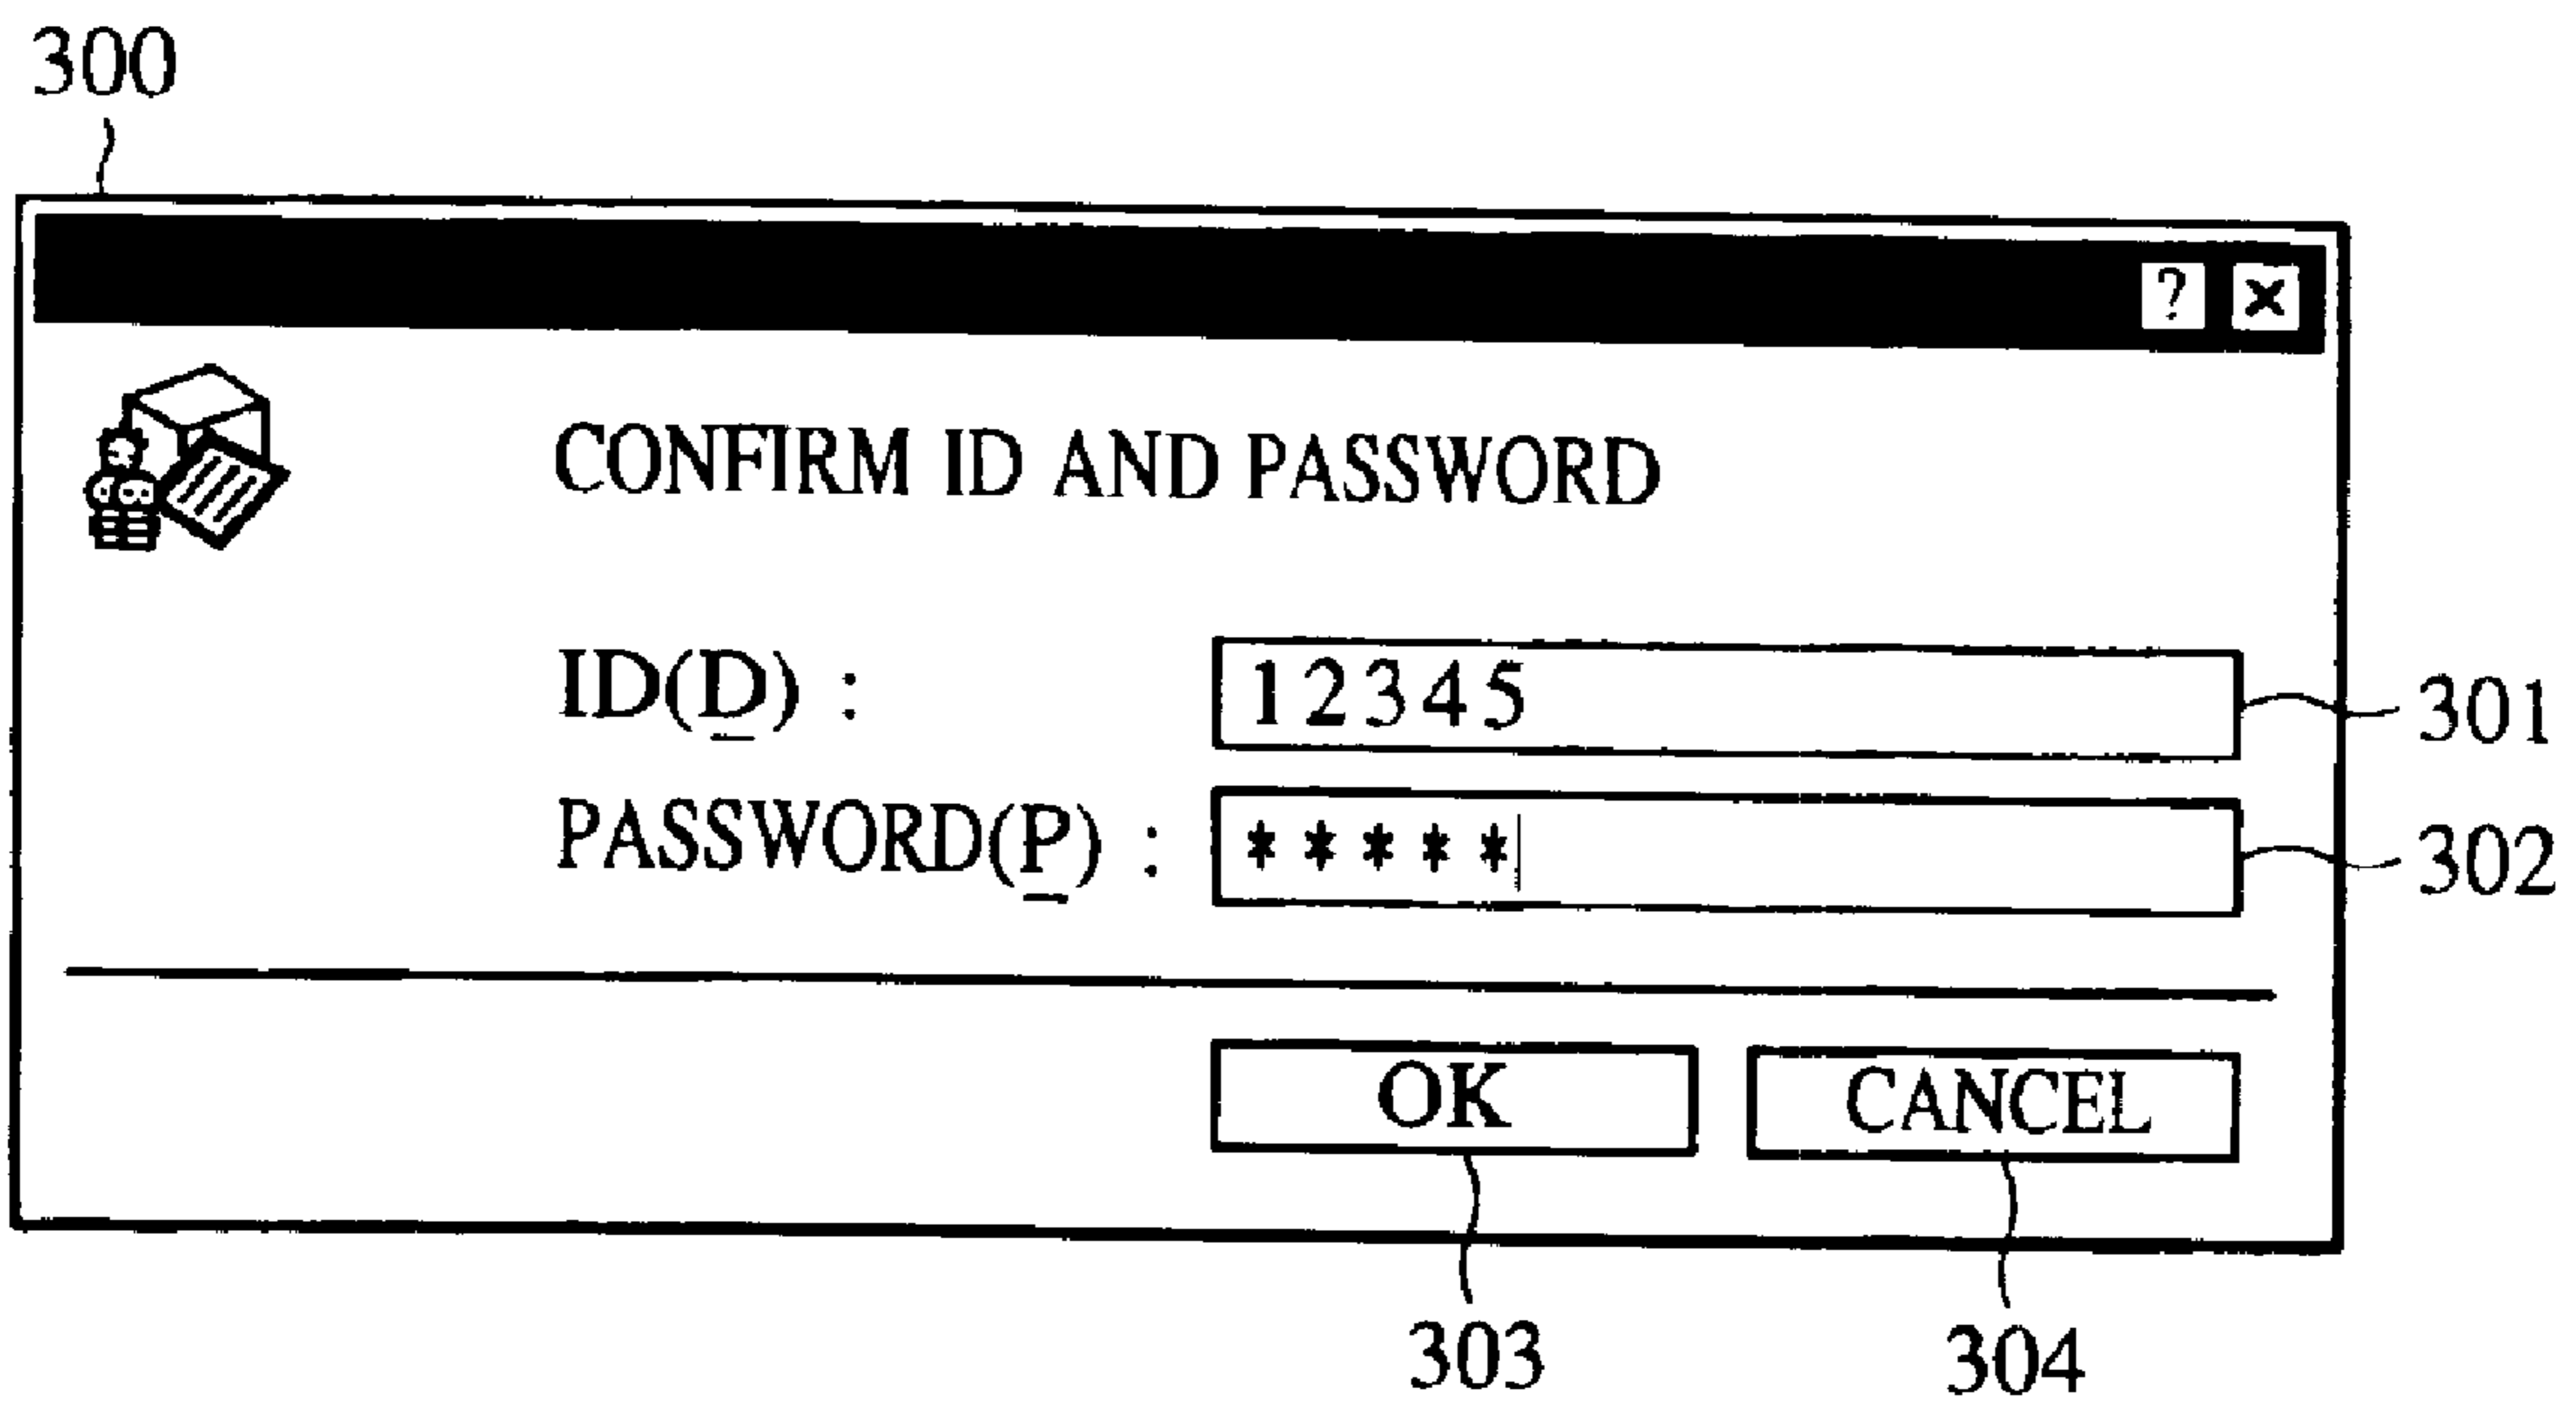 300
? ×
CONFIRM ID AND PASSWORD
ID(D) : 12345 301
PASSWORD(P) : ***** 302
OK CANCEL
303 304